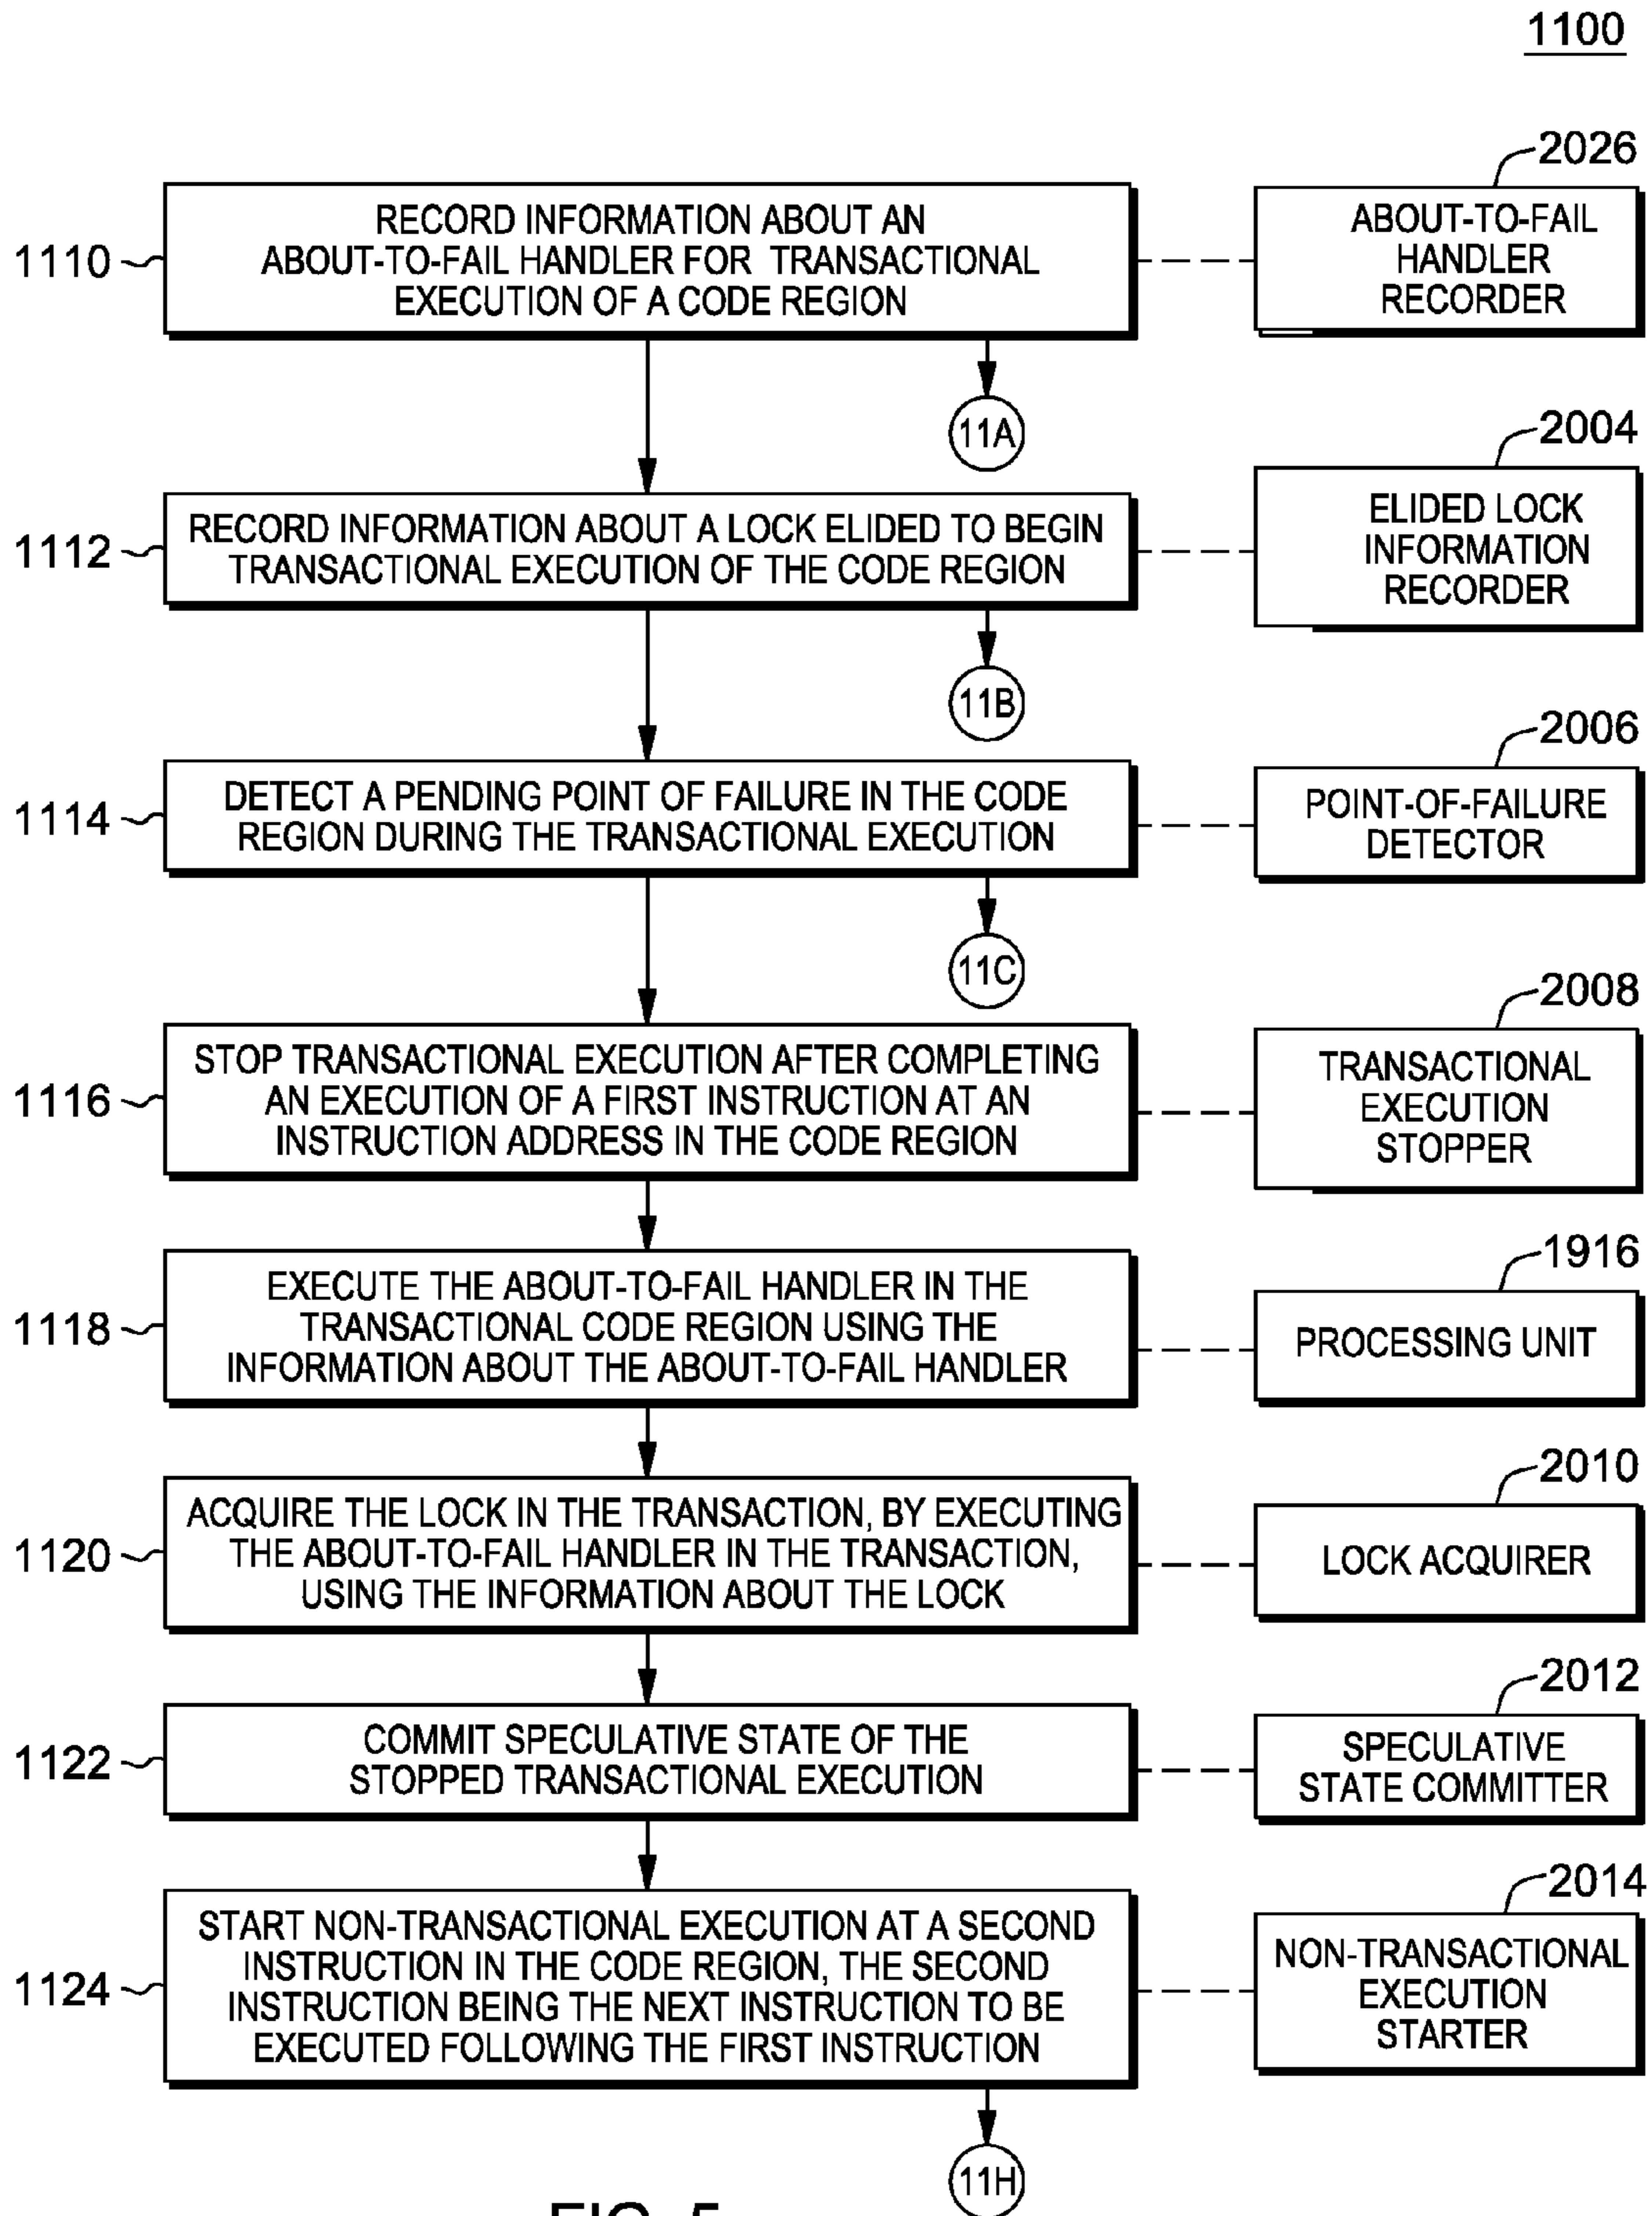 1100
2026
1110
RECORD INFORMATION ABOUT AN
ABOUT-TO-FAIL HANDLER FOR TRANSACTIONAL
EXECUTION OF A CODE REGION
ABOUT-TO-FAIL
HANDLER
RECORDER
11A
2004
1112
RECORD INFORMATION ABOUT A LOCK ELIDED TO BEGIN
TRANSACTIONAL EXECUTION OF THE CODE REGION
ELIDED LOCK
INFORMATION
RECORDER
11B
2006
1114
DETECT A PENDING POINT OF FAILURE IN THE CODE
REGION DURING THE TRANSACTIONAL EXECUTION
POINT-OF-FAILURE
DETECTOR
11C
2008
1116
STOP TRANSACTIONAL EXECUTION AFTER COMPLETING
AN EXECUTION OF A FIRST INSTRUCTION AT AN
INSTRUCTION ADDRESS IN THE CODE REGION
TRANSACTIONAL
EXECUTION
STOPPER
1916
1118
EXECUTE THE ABOUT-TO-FAIL HANDLER IN THE
TRANSACTIONAL CODE REGION USING THE
INFORMATION ABOUT THE ABOUT-TO-FAIL HANDLER
PROCESSING UNIT
2010
1120
ACQUIRE THE LOCK IN THE TRANSACTION, BY EXECUTING
THE ABOUT-TO-FAIL HANDLER IN THE TRANSACTION,
USING THE INFORMATION ABOUT THE LOCK
LOCK ACQUIRER
2012
1122
COMMIT SPECULATIVE STATE OF THE
STOPPED TRANSACTIONAL EXECUTION
SPECULATIVE
STATE COMMITTER
2014
1124
START NON-TRANSACTIONAL EXECUTION AT A SECOND
INSTRUCTION IN THE CODE REGION, THE SECOND
INSTRUCTION BEING THE NEXT INSTRUCTION TO BE
EXECUTED FOLLOWING THE FIRST INSTRUCTION
NON-TRANSACTIONAL
EXECUTION
STARTER
11H
FIG. 5